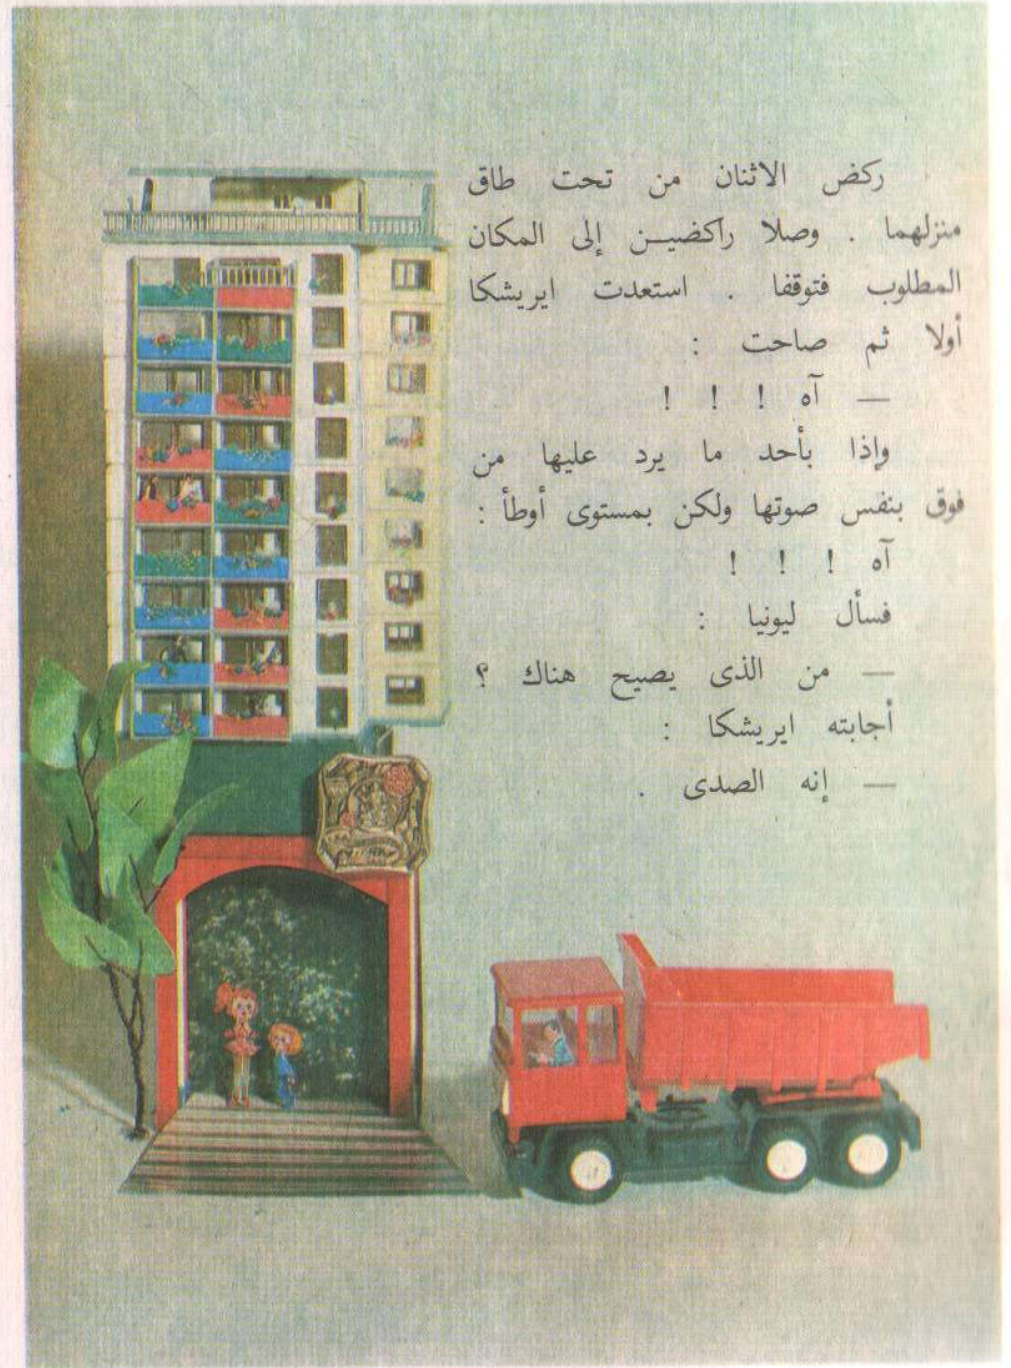 ركض الاثنان من تحت طاق
منزلهما . وصلا راكضيــن إلى المكان
المطلوب فتوقفا . استعدت ايريشكا
أولا ثم صاحت :
— آه ! ! !
وإذا بأحد ما يرد عليها من
فوق بنفس صوتها ولكن بمستوى أوطأ :
آه ! ! !
فسأل ليونيا :
— من الذى يصيح هناك ؟
أجابته ايريشكا :
— إنه الصدى .